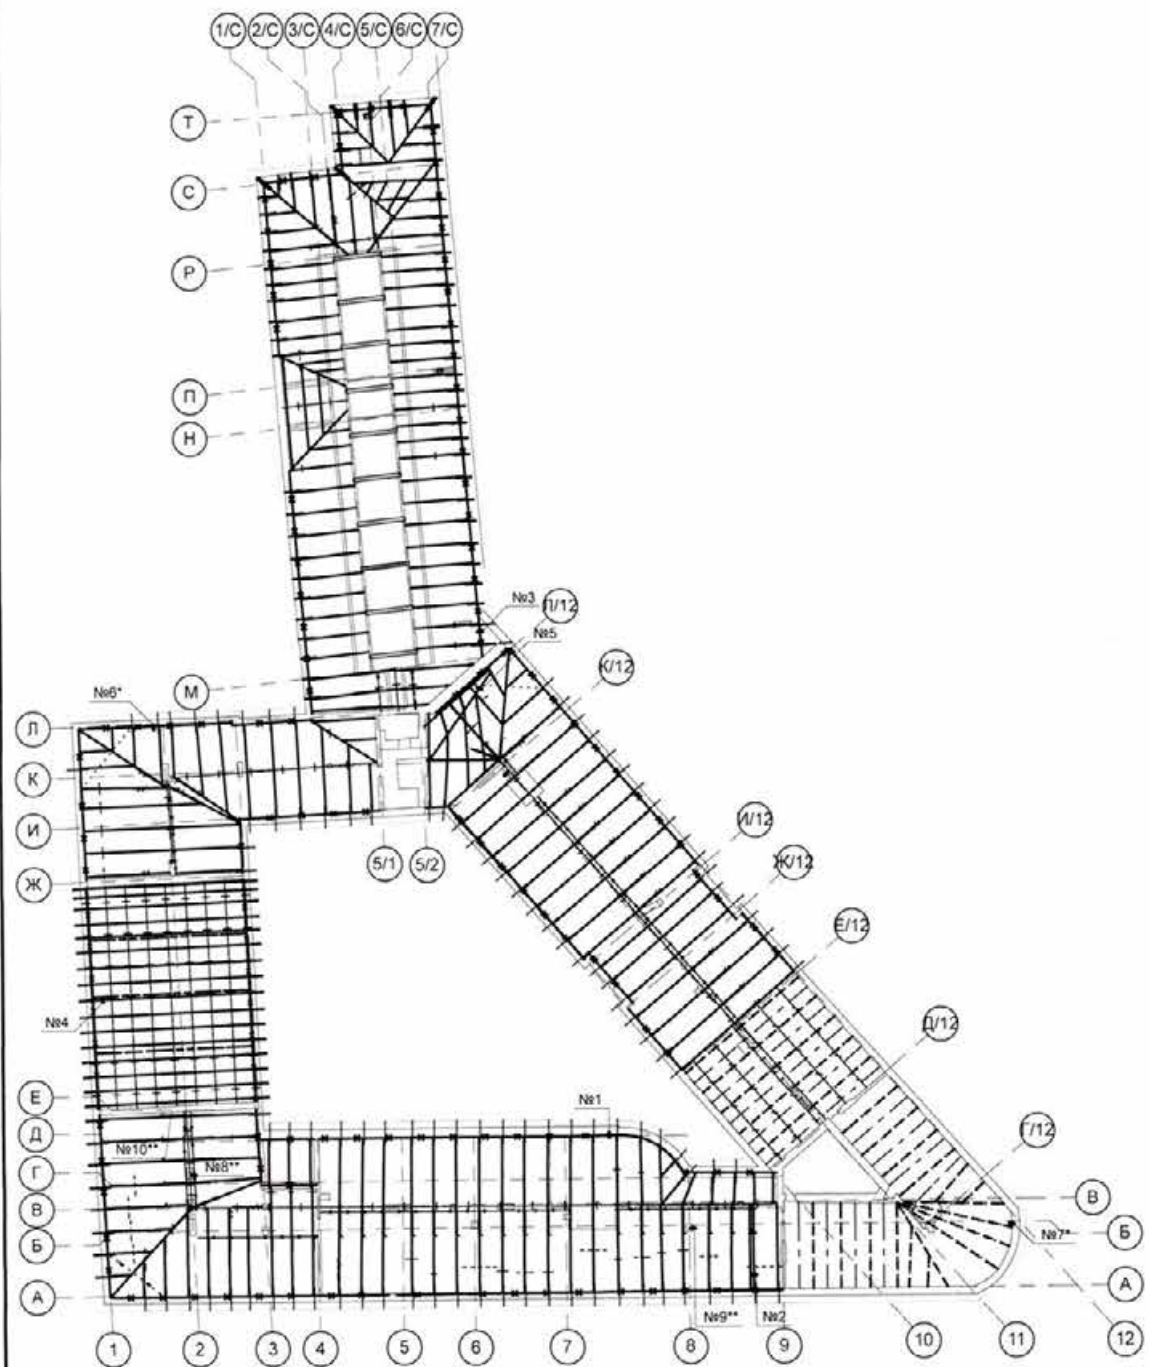 1/С 2/С 3/С 4/С 5/С 6/С 7/С
Т
С
Р
П
Н
№3 Л/12
№5
К/12
М
№6*
Л
К
И
И/12
5/1 5/2
Ж
Ж/12
Е/12
№4
Д/12
Е
№1
Д
Г/12
№10**
№8**
Г
В
В
Б
Б
№7*
А
А
№9** №2
1 2 3 4 5 6 7 8 9 10 11 12